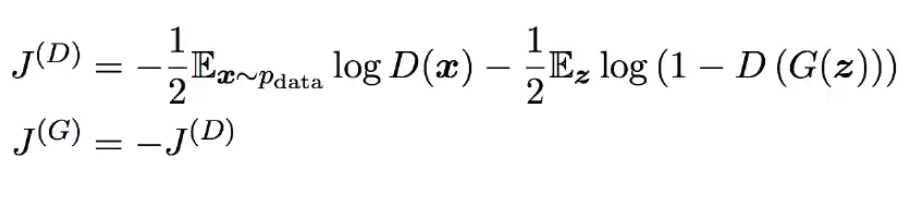 $J^{(D)} = -\frac{1}{2}\mathbb{E}_{\boldsymbol{x}\sim p_{\text{data}}} \log D(\boldsymbol{x}) - \frac{1}{2}\mathbb{E}_{\boldsymbol{z}} \log \left(1 - D\left(G(\boldsymbol{z})\right)\right)$
$J^{(G)} = -J^{(D)}$